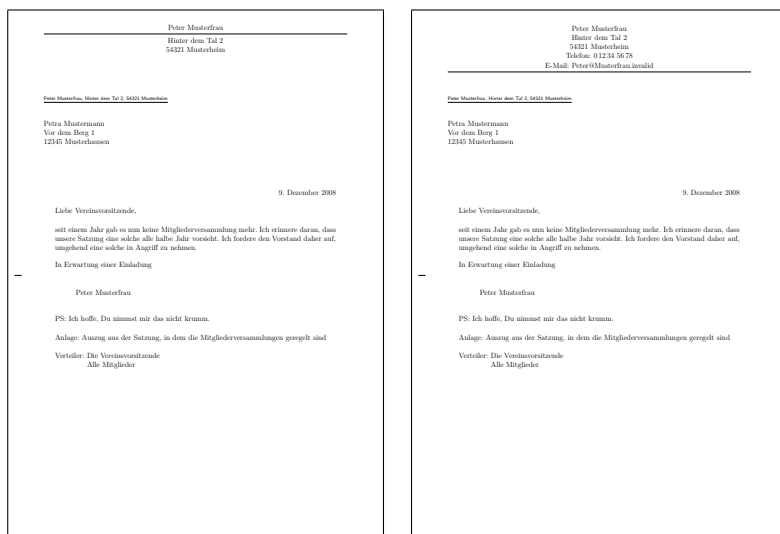 Peter Musterfrau
Hinter dem Tal 2
54321 Musterheim
Peter Musterfrau, Hinter dem Tal 2, 54321 Musterheim
Petra Mustermann
Vor dem Berg 1
12345 Musterhausen
9. Dezember 2008
Liebe Vereinsvorsitzende,
seit einem Jahr gab es nun keine Mitgliederversammlung mehr. Ich erinnere daran, dass
unsere Satzung eine solche alle halbe Jahr vorsieht. Ich fordere den Vorstand daher auf,
umgehend eine solche in Angriff zu nehmen.
In Erwartung einer Einladung
Peter Musterfrau
PS: Ich hoffe, Du nimmst mir das nicht krumm.
Anlage: Auszug aus der Satzung, in dem die Mitgliederversammlungen geregelt sind
Verteiler: Die Vereinsvorsitzende
Alle Mitglieder
Peter Musterfrau
Hinter dem Tal 2
54321 Musterheim
Telefon: 0 12 34 56 78
E-Mail: Peter@Musterfrau.invalid
Peter Musterfrau, Hinter dem Tal 2, 54321 Musterheim
Petra Mustermann
Vor dem Berg 1
12345 Musterhausen
9. Dezember 2008
Liebe Vereinsvorsitzende,
seit einem Jahr gab es nun keine Mitgliederversammlung mehr. Ich erinnere daran, dass
unsere Satzung eine solche alle halbe Jahr vorsieht. Ich fordere den Vorstand daher auf,
umgehend eine solche in Angriff zu nehmen.
In Erwartung einer Einladung
Peter Musterfrau
PS: Ich hoffe, Du nimmst mir das nicht krumm.
Anlage: Auszug aus der Satzung, in dem die Mitgliederversammlungen geregelt sind
Verteiler: Die Vereinsvorsitzende
Alle Mitglieder